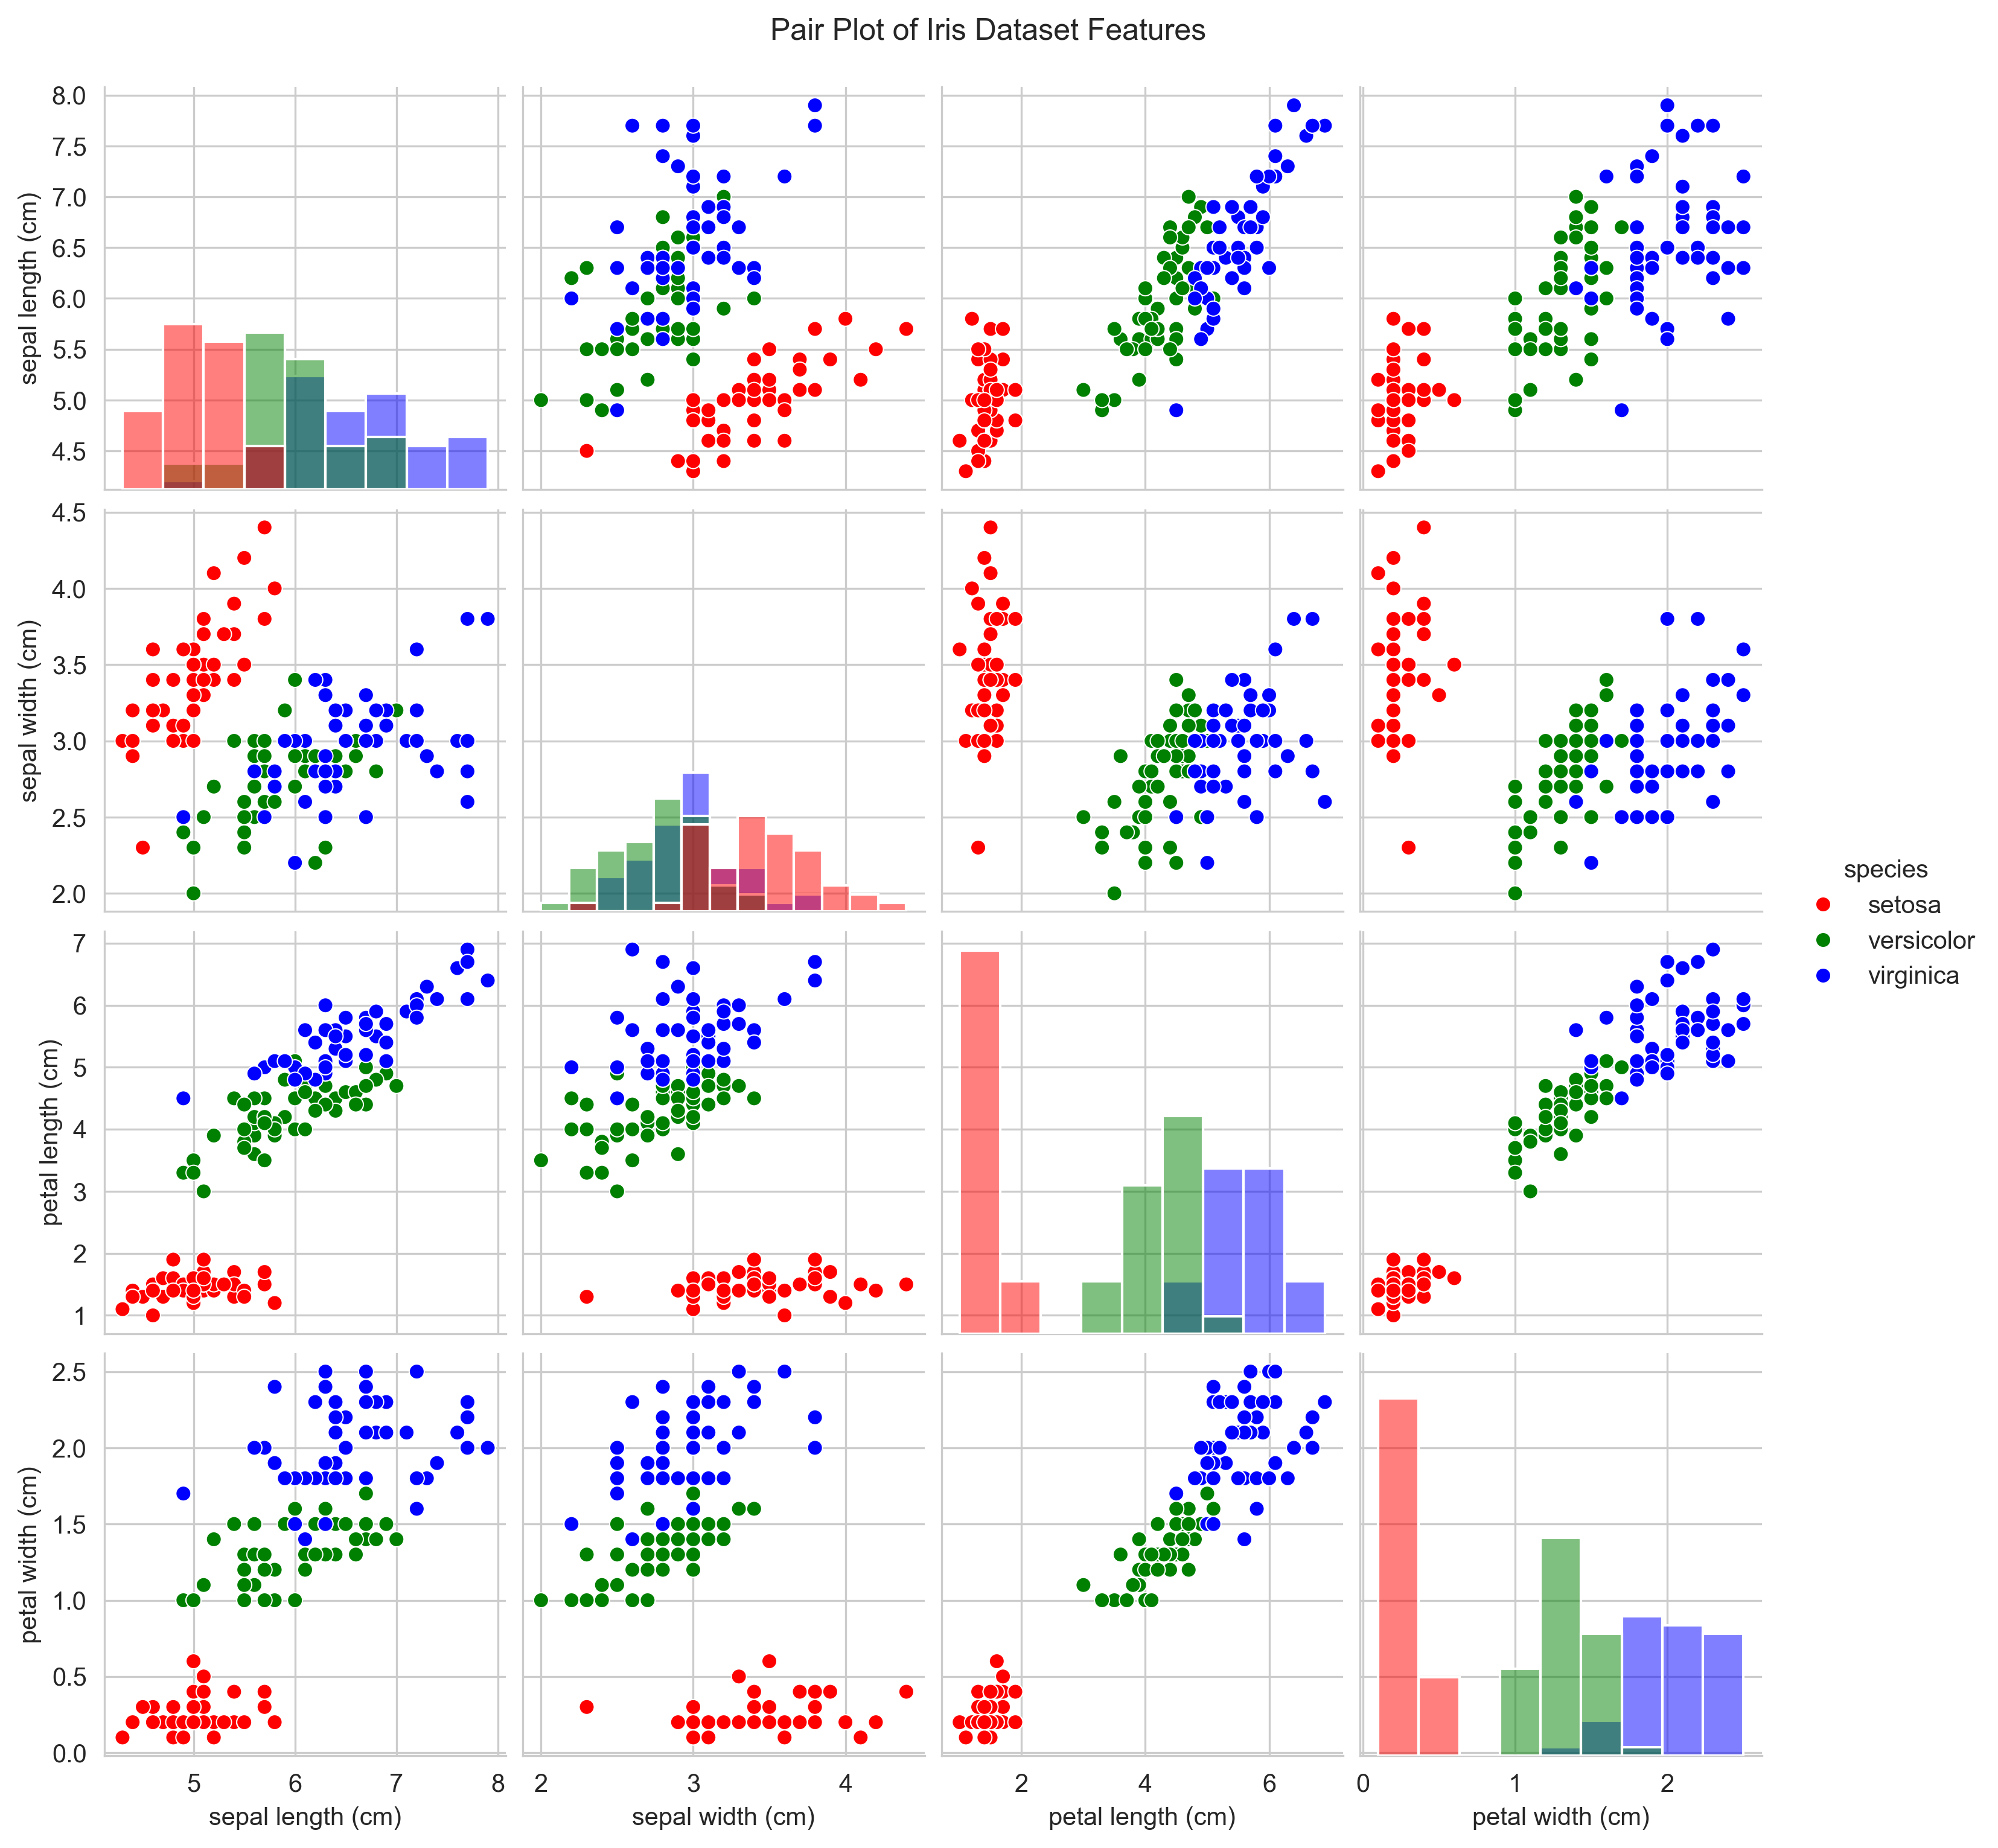 Pair Plot of Iris Dataset Features
8.0
7.5
7.0
6.5
6.0
5.5
5.0
4.5
sepal length (cm)
4.5
4.0
3.5
3.0
2.5
2.0
sepal width (cm)
7
6
5
4
3
2
1
petal length (cm)
2.5
2.0
1.5
1.0
0.5
0.0
petal width (cm)
5 6 7 8
sepal length (cm)
2 3 4
sepal width (cm)
2 4 6
petal length (cm)
0 1 2
petal width (cm)
species
setosa
versicolor
virginica